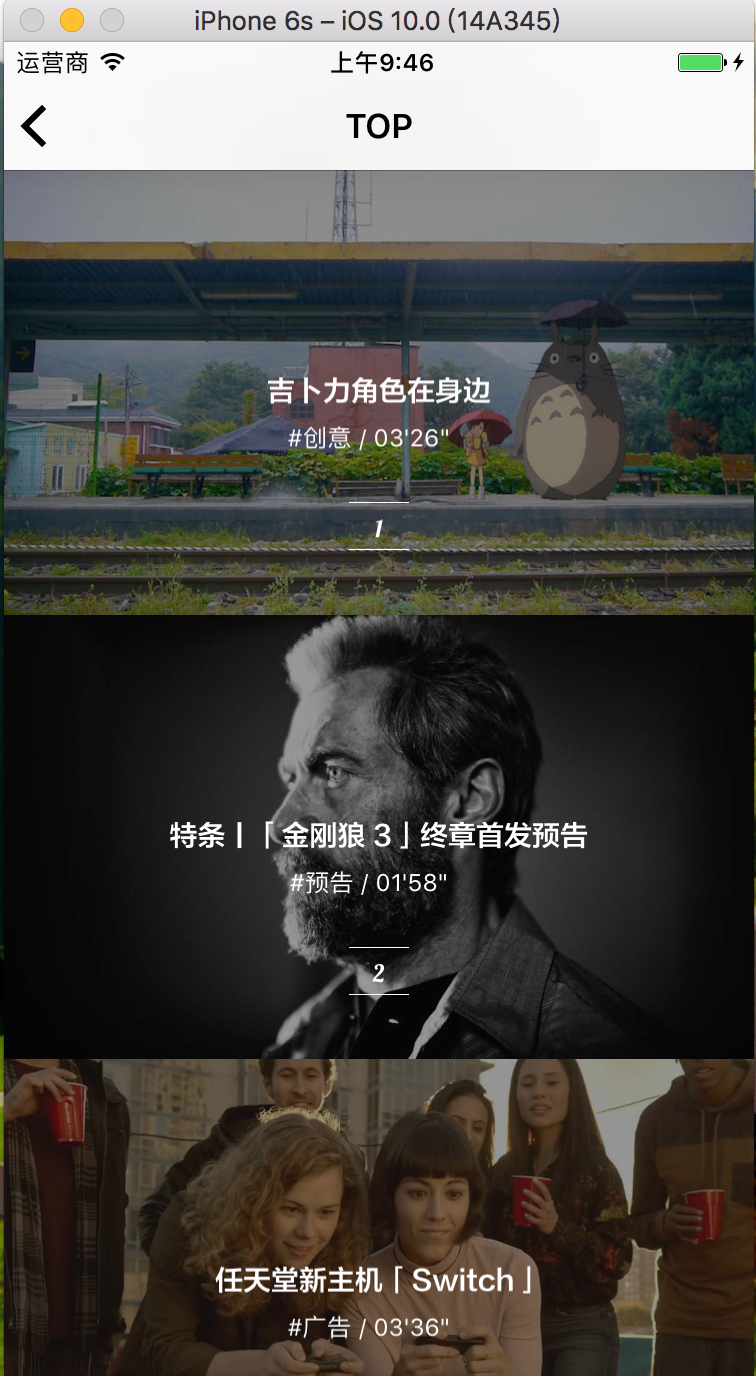 iPhone 6s – iOS 10.0 (14A345)
运营商 上午9:46
TOP
吉卜力角色在身边
#创意 / 03'26"
1
特条丨「金刚狼 3」终章首发预告
#预告 / 01'58"
2
任天堂新主机「Switch」
#广告 / 03'36"